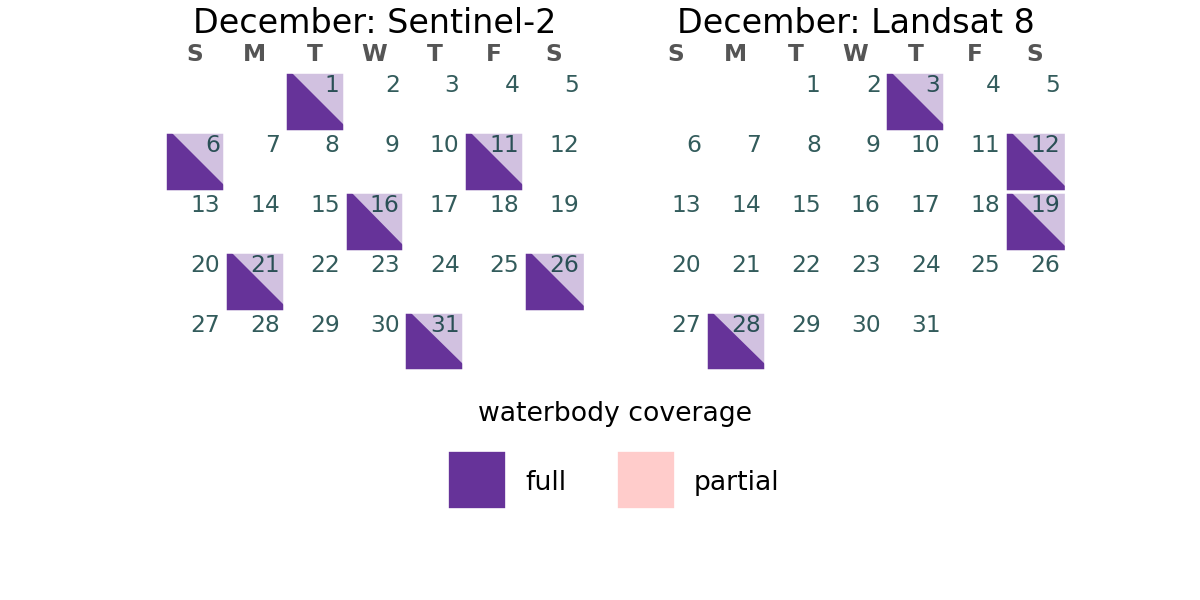 December: Sentinel-2
S M T W T F S
1 2 3 4 5
6 7 8 9 10 11 12
13 14 15 16 17 18 19
20 21 22 23 24 25 26
27 28 29 30 31
December: Landsat 8
S M T W T F S
1 2 3 4 5
6 7 8 9 10 11 12
13 14 15 16 17 18 19
20 21 22 23 24 25 26
27 28 29 30 31
waterbody coverage
full partial